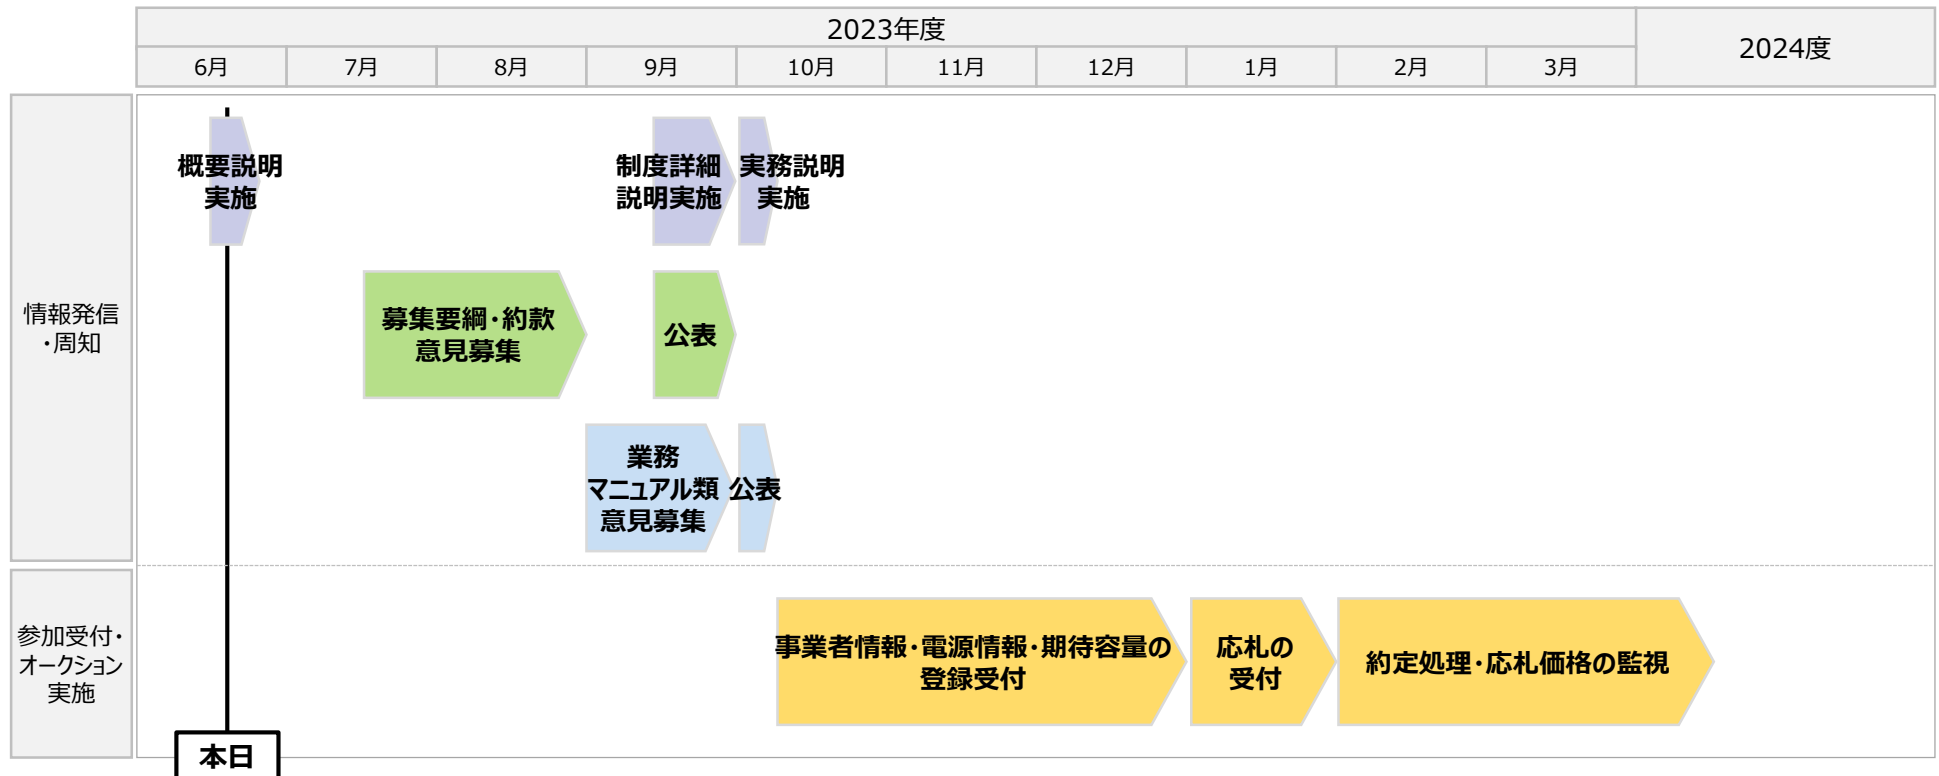 2023年度
2024度
6月
7月
8月
9月
10月
11月
12月
1月
2月
3月
情報発信
・周知
概要説明
実施
制度詳細
説明実施
実務説明
実施
募集要綱・約款
意見募集
公表
業務
マニュアル類
意見募集
公表
参加受付・
オークション
実施
事業者情報・電源情報・期待容量の
登録受付
応札の
受付
約定処理・応札価格の監視
本日